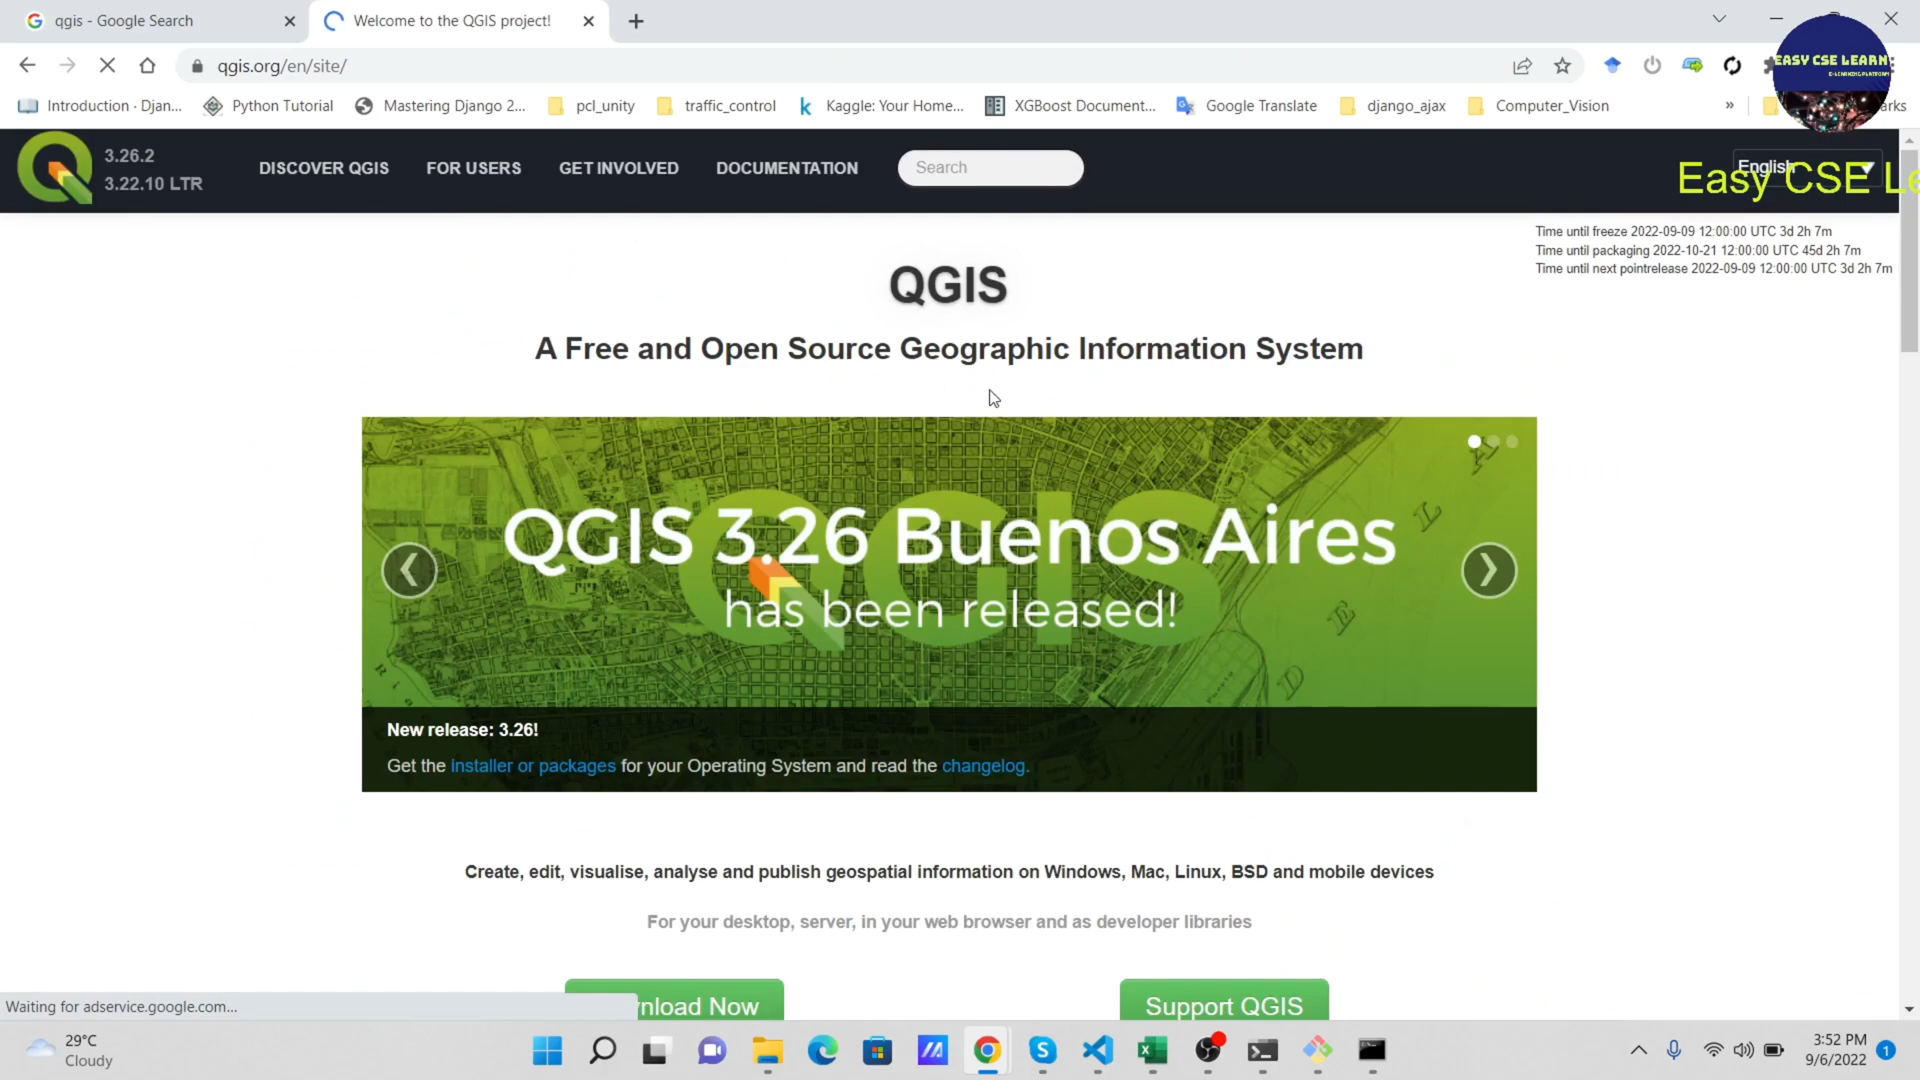 qgis - Google Search
Welcome to the QGIS project!
qgis.org/en/site/
EASY CSE LEARN
E-LEARNING PLATFORM
Introduction · Djan...
Python Tutorial
Mastering Django 2...
pcl_unity
traffic_control
Kaggle: Your Home...
XGBoost Document...
Google Translate
django_ajax
Computer_Vision
»
arks
3.26.2
3.22.10 LTR
DISCOVER QGIS
FOR USERS
GET INVOLVED
DOCUMENTATION
Search
English
Easy CSE Le
Time until freeze 2022-09-09 12:00:00 UTC 3d 2h 7m
Time until packaging 2022-10-21 12:00:00 UTC 45d 2h 7m
Time until next pointrelease 2022-09-09 12:00:00 UTC 3d 2h 7m
QGIS
A Free and Open Source Geographic Information System
QGIS 3.26 Buenos Aires
has been released!
New release: 3.26!
Get the installer or packages for your Operating System and read the changelog.
Create, edit, visualise, analyse and publish geospatial information on Windows, Mac, Linux, BSD and mobile devices
For your desktop, server, in your web browser and as developer libraries
nload Now
Support QGIS
Waiting for adservice.google.com...
29°C
Cloudy
3:52 PM
9/6/2022
1